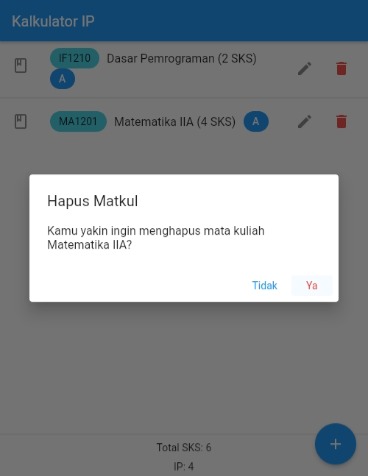 Kalkulator IP
IF1210 Dasar Pemrograman (2 SKS)
A
MA1201 Matematika IIA (4 SKS) A
Hapus Matkul
Kamu yakin ingin menghapus mata kuliah
Matematika IIA?
Tidak Ya
+
Total SKS: 6
IP: 4